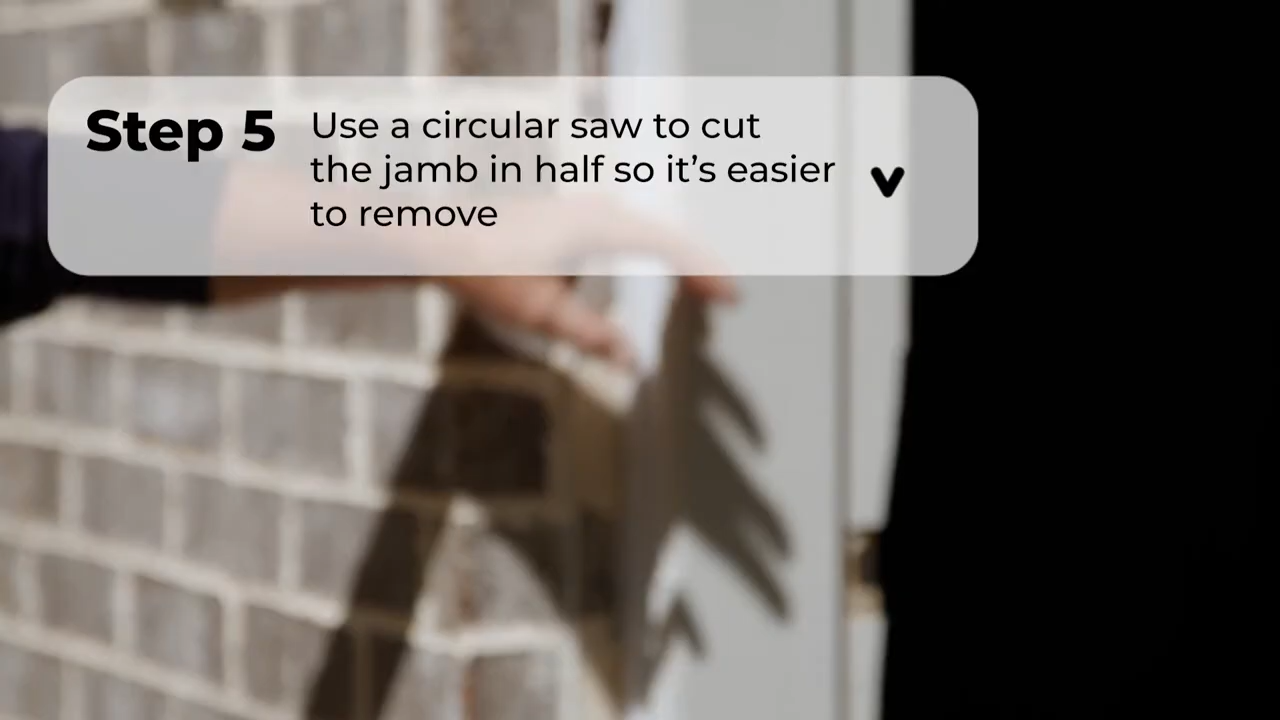 Step 5
Use a circular saw to cut
the jamb in half so it's easier
to remove